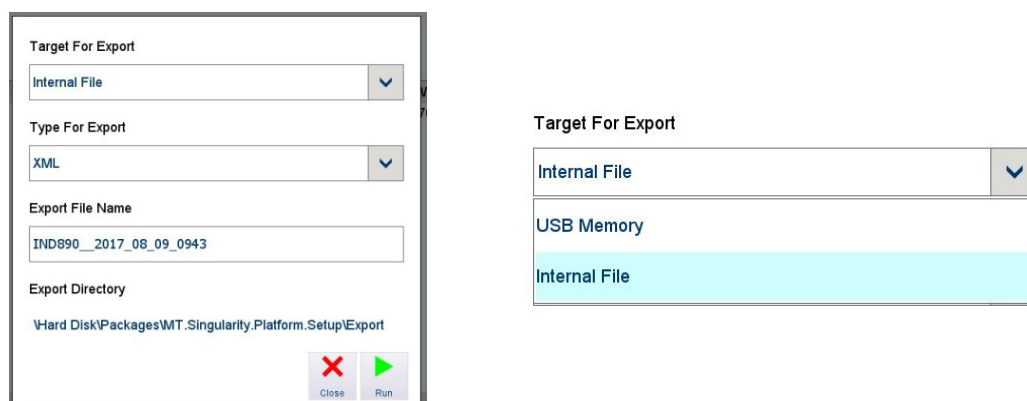 Target For Export
Internal File
Type For Export
XML
Export File Name
IND890__2017_08_09_0943
Export Directory
\Hard Disk\Packages\MT.Singularity.Platform.Setup\Export
Close
Run
Target For Export
Internal File
USB Memory
Internal File